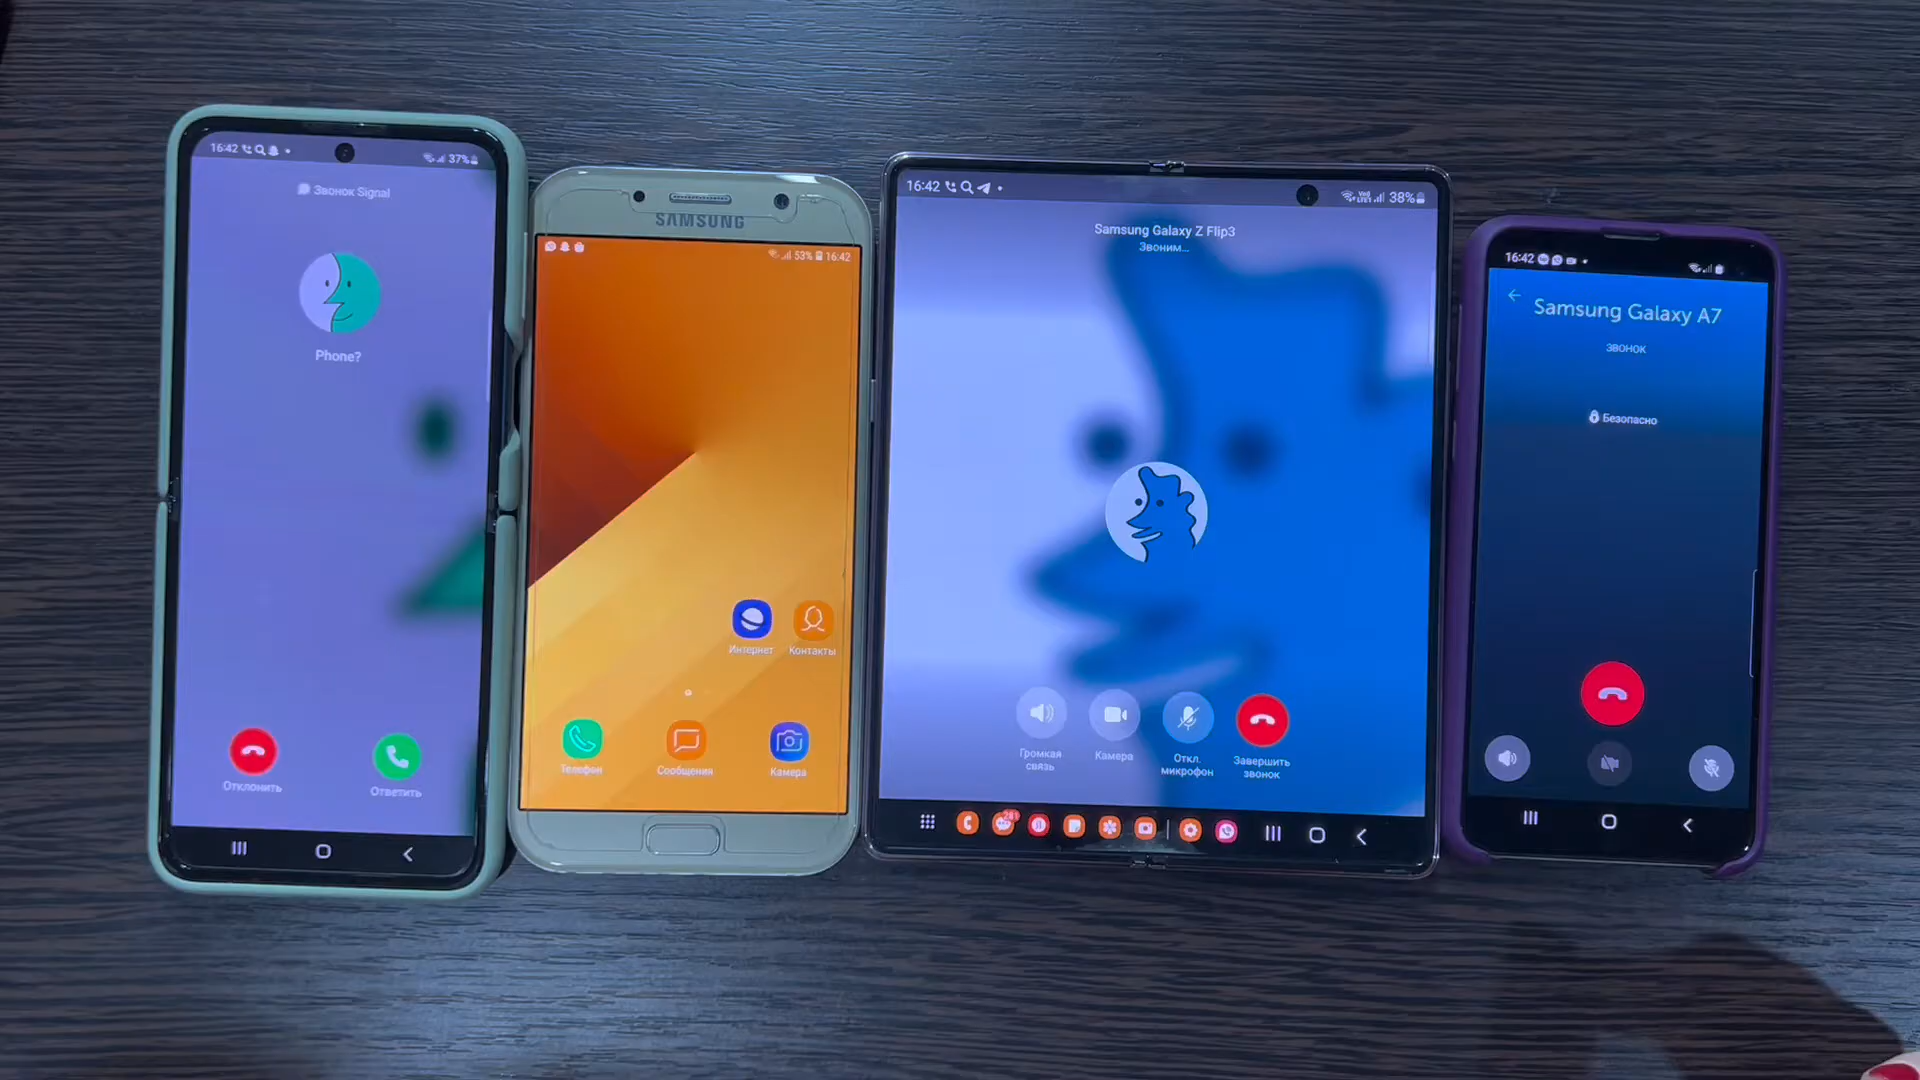 16:42
37%
Звонок Signal
Phone?
Отклонить
Ответить
SAMSUNG
53% 16:42
Интернет
Контакты
Телефон
Сообщения
Камера
16:42
38%
Samsung Galaxy Z Flip3
Звоним...
Громкая
связь
Камера
Откл.
микрофон
Завершить
звонок
281
16:42
Samsung Galaxy A7
ЗВОНОК
Безопасно